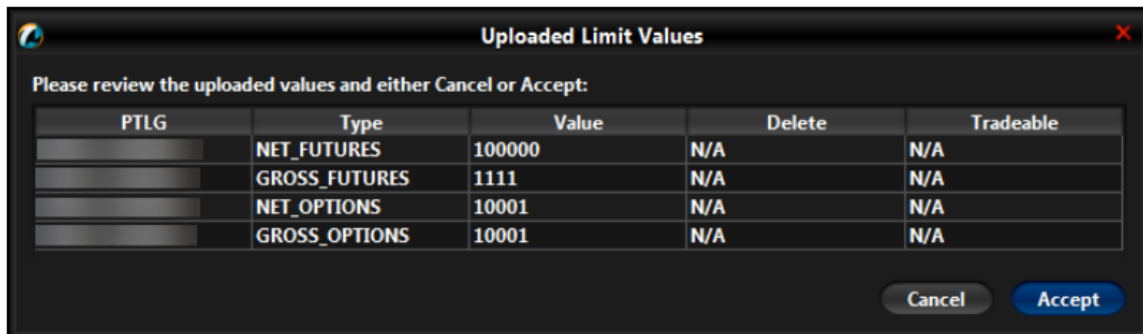 Uploaded Limit Values
Please review the uploaded values and either Cancel or Accept:
PTLG Type Value Delete Tradeable
NET_FUTURES 100000 N/A N/A
GROSS_FUTURES 1111 N/A N/A
NET_OPTIONS 10001 N/A N/A
GROSS_OPTIONS 10001 N/A N/A
Cancel Accept